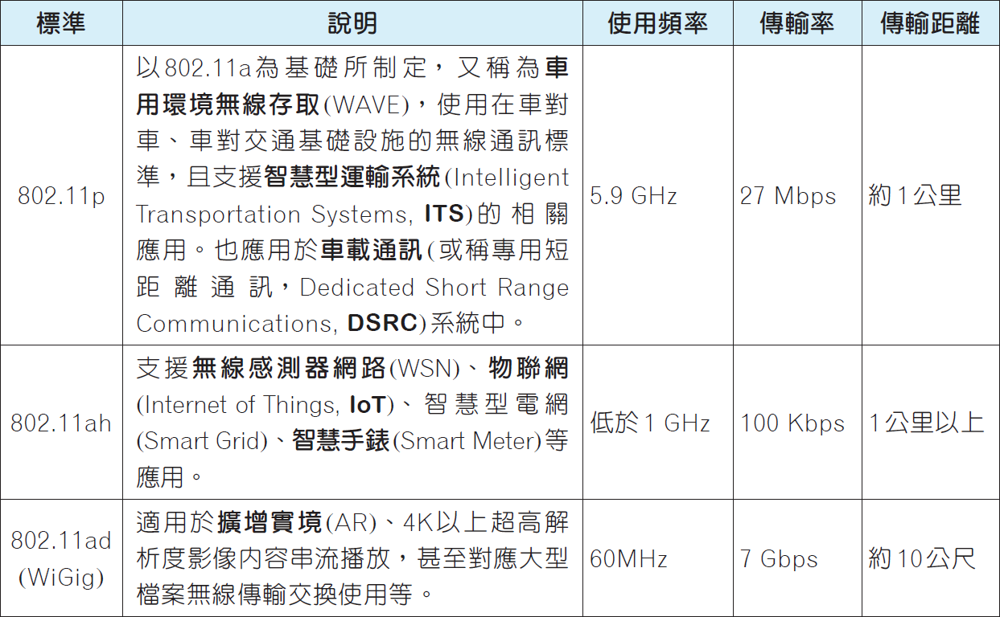 標準 說明 使用頻率 傳輸率 傳輸距離
802.11p
以802.11a為基礎所制定，又稱為車
用環境無線存取(WAVE)，使用在車對
車、車對交通基礎設施的無線通訊標
準，且支援智慧型運輸系統(Intelligent
Transportation Systems, ITS)的相關
應用。也應用於車載通訊(或稱專用短
距離通訊，Dedicated Short Range
Communications, DSRC)系統中。
5.9 GHz
27 Mbps
約1公里
802.11ah
支援無線感測器網路(WSN)、物聯網
(Internet of Things, IoT)、智慧型電網
(Smart Grid)、智慧手錶(Smart Meter)等
應用。
低於1 GHz
100 Kbps
1公里以上
802.11ad
(WiGig)
適用於擴增實境(AR)、4K以上超高解
析度影像內容串流播放，甚至對應大型
檔案無線傳輸交換使用等。
60MHz
7 Gbps
約10公尺